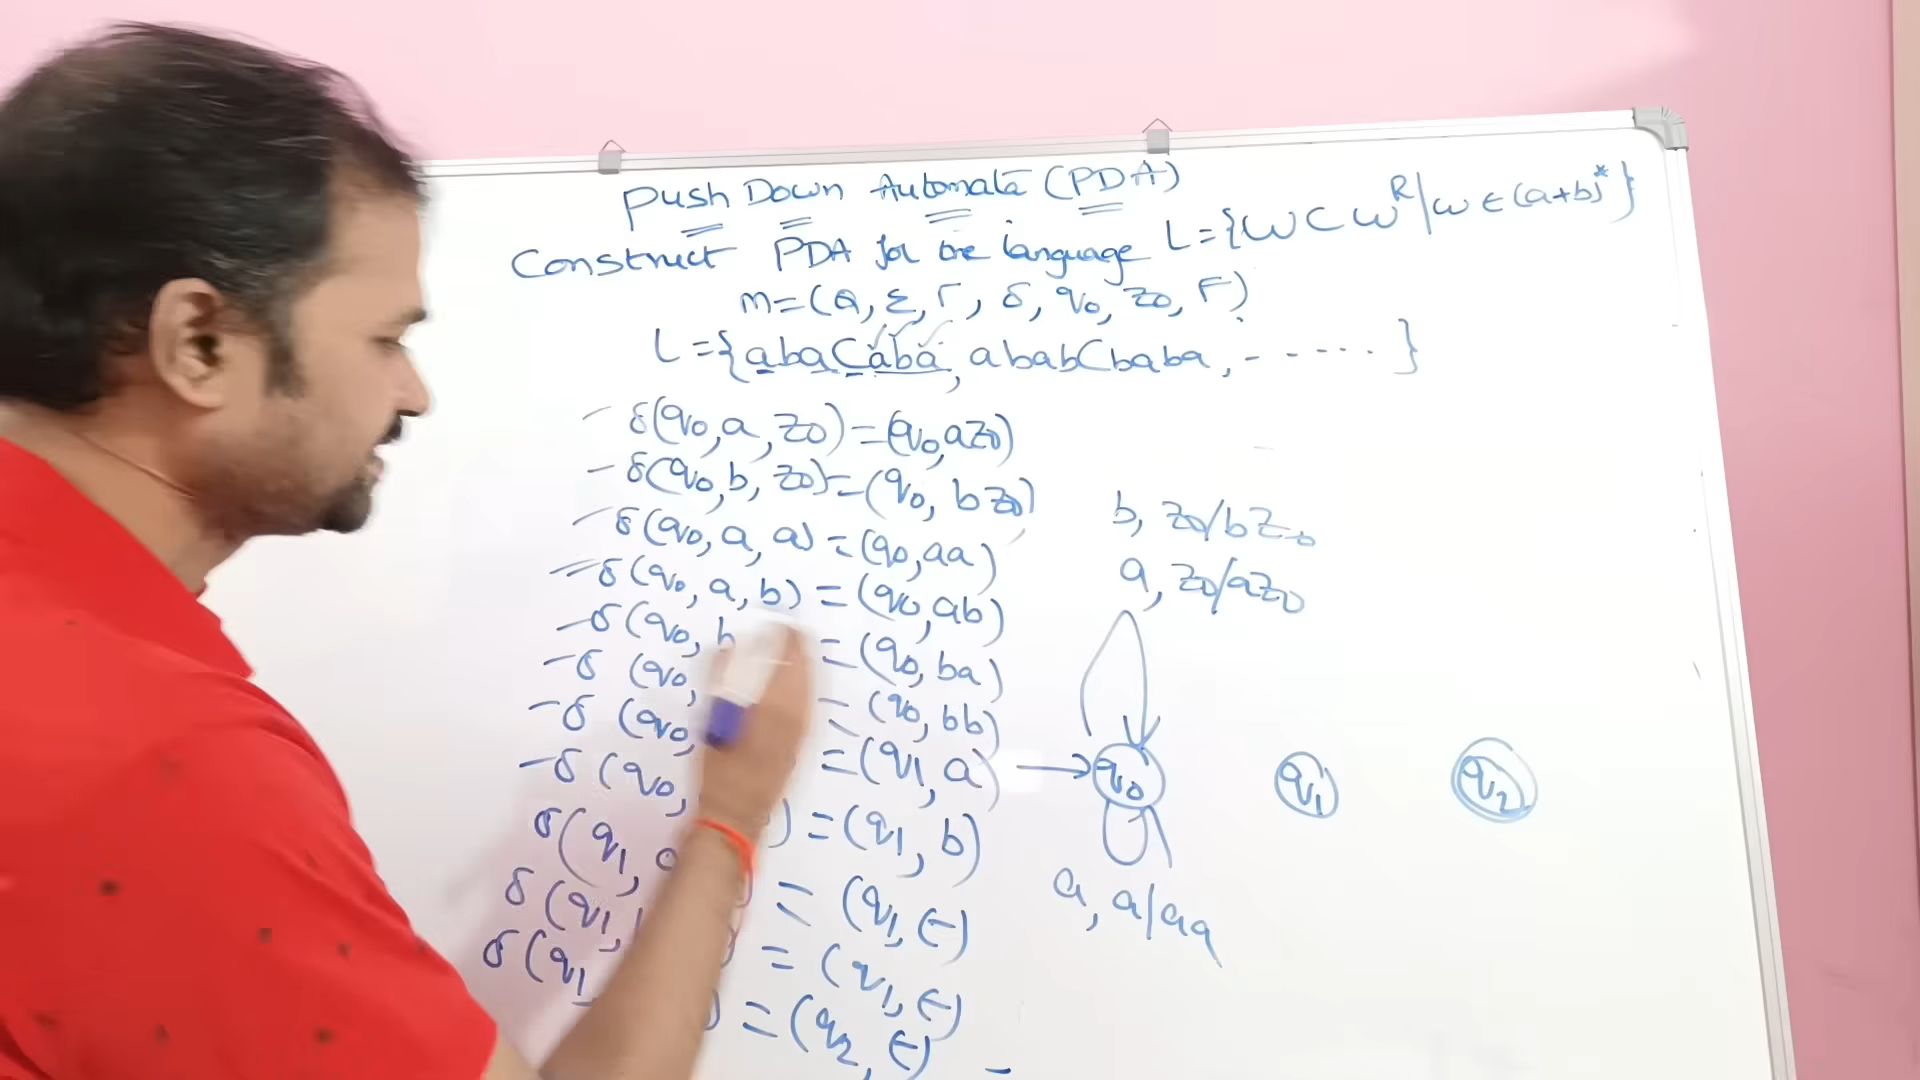 Push Down Automata (PDA)
Construct PDA for the language L={WCW^R/w∈(a+b)*}
m=(Q, Σ, Γ, δ, q0, z0, F)
L={abaCaba, ababCbaba, - - - - - }
- δ(q0,a,z0)=(q0,az0)
- δ(q0,b,z0)=(q0, bz0)
- δ(q0,a,a)=(q0,aa)
= δ(q0,a,b)=(q0,ab)
- δ(q0,b =(q0,ba)
- δ(q0, =(q0,bb)
- δ(q0, =(q1,a)
- δ(q0, )=(q1,b)
δ(q1, =(q1,∈)
δ(q1, =(q1,∈)
δ(q1, )=(q2,∈)
b, z0/bz0
a, z0/az0
q0 q1 q2
a, a/aa